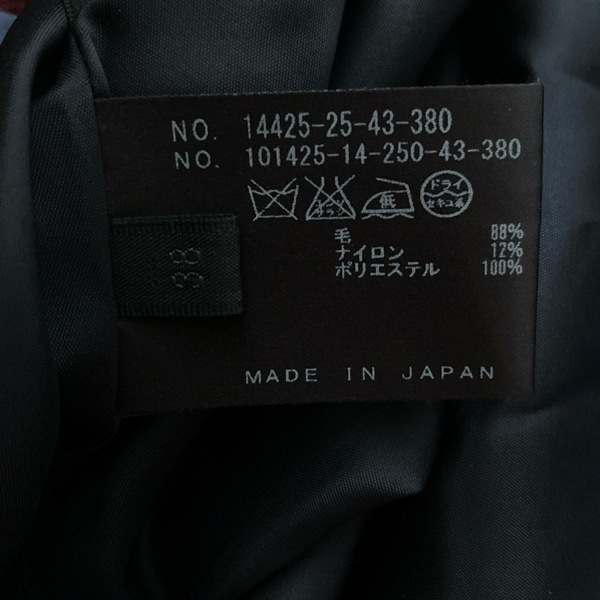 NO. 14425-25-43-380
NO. 101425-14-250-43-380
低 ドライ セキユ系
毛 88%
ナイロン 12%
ポリエステル 100%
38
MADE IN JAPAN